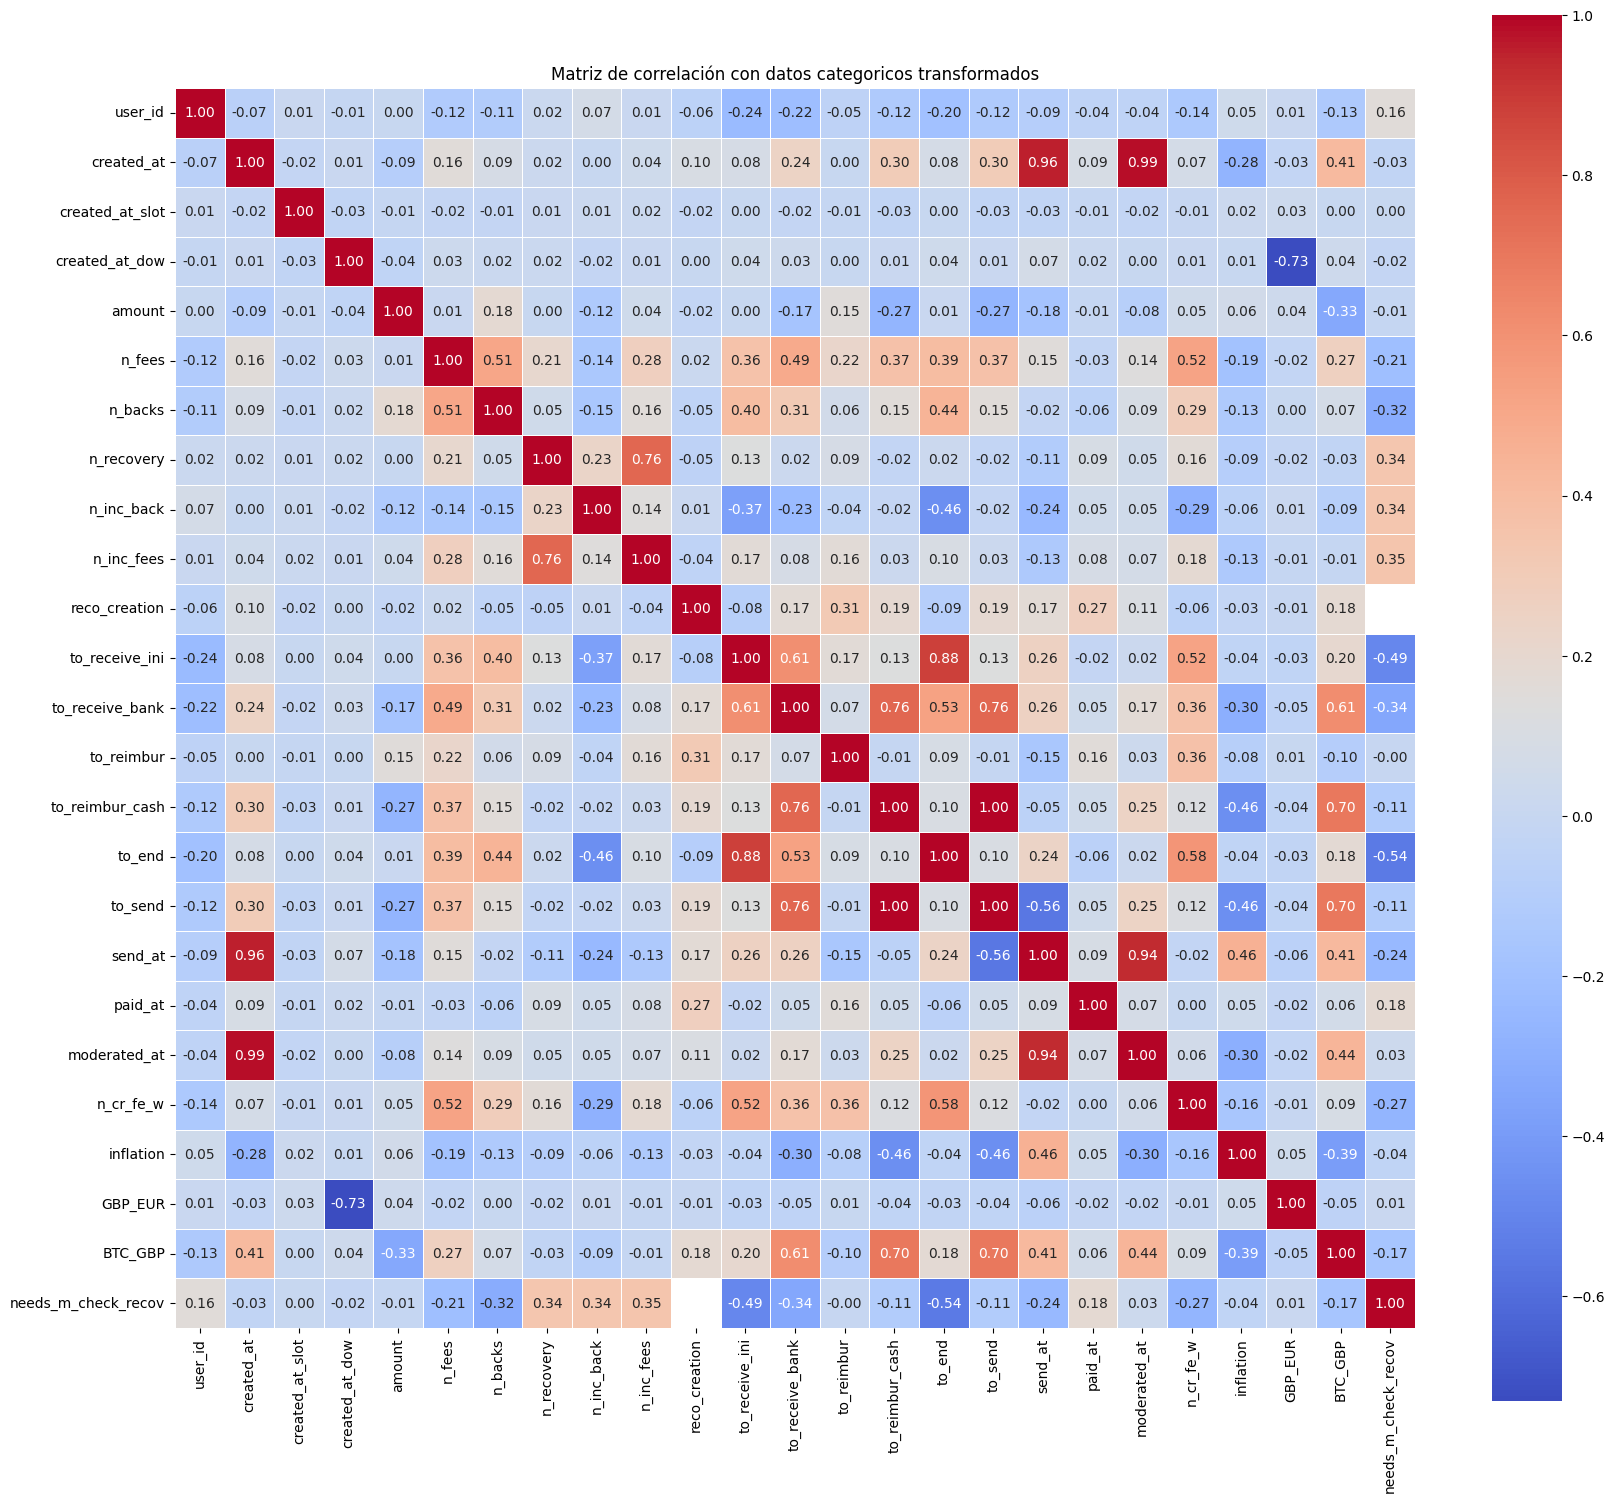 Matriz de correlación con datos categoricos transformados
user_id 1.00 -0.07 0.01 -0.01 0.00 -0.12 -0.11 0.02 0.07 0.01 -0.06 -0.24 -0.22 -0.05 -0.12 -0.20 -0.12 -0.09 -0.04 -0.04 -0.14 0.05 0.01 -0.13 0.16
created_at -0.07 1.00 -0.02 0.01 -0.09 0.16 0.09 0.02 0.00 0.04 0.10 0.08 0.24 0.00 0.30 0.08 0.30 0.96 0.09 0.99 0.07 -0.28 -0.03 0.41 -0.03
created_at_slot 0.01 -0.02 1.00 -0.03 -0.01 -0.02 -0.01 0.01 0.01 0.02 -0.02 0.00 -0.02 -0.01 -0.03 0.00 -0.03 -0.03 -0.01 -0.02 -0.01 0.02 0.03 0.00 0.00
created_at_dow -0.01 0.01 -0.03 1.00 -0.04 0.03 0.02 0.02 -0.02 0.01 0.00 0.04 0.03 0.00 0.01 0.04 0.01 0.07 0.02 0.00 0.01 0.01 -0.73 0.04 -0.02
amount 0.00 -0.09 -0.01 -0.04 1.00 0.01 0.18 0.00 -0.12 0.04 -0.02 0.00 -0.17 0.15 -0.27 0.01 -0.27 -0.18 -0.01 -0.08 0.05 0.06 0.04 -0.33 -0.01
n_fees -0.12 0.16 -0.02 0.03 0.01 1.00 0.51 0.21 -0.14 0.28 0.02 0.36 0.49 0.22 0.37 0.39 0.37 0.15 -0.03 0.14 0.52 -0.19 -0.02 0.27 -0.21
n_backs -0.11 0.09 -0.01 0.02 0.18 0.51 1.00 0.05 -0.15 0.16 -0.05 0.40 0.31 0.06 0.15 0.44 0.15 -0.02 -0.06 0.09 0.29 -0.13 0.00 0.07 -0.32
n_recovery 0.02 0.02 0.01 0.02 0.00 0.21 0.05 1.00 0.23 0.76 -0.05 0.13 0.02 0.09 -0.02 0.02 -0.02 -0.11 0.09 0.05 0.16 -0.09 -0.02 -0.03 0.34
n_inc_back 0.07 0.00 0.01 -0.02 -0.12 -0.14 -0.15 0.23 1.00 0.14 0.01 -0.37 -0.23 -0.04 -0.02 -0.46 -0.02 -0.24 0.05 0.05 -0.29 -0.06 0.01 -0.09 0.34
n_inc_fees 0.01 0.04 0.02 0.01 0.04 0.28 0.16 0.76 0.14 1.00 -0.04 0.17 0.08 0.16 0.03 0.10 0.03 -0.13 0.08 0.07 0.18 -0.13 -0.01 -0.01 0.35
reco_creation -0.06 0.10 -0.02 0.00 -0.02 0.02 -0.05 -0.05 0.01 -0.04 1.00 -0.08 0.17 0.31 0.19 -0.09 0.19 0.17 0.27 0.11 -0.06 -0.03 -0.01 0.18
to_receive_ini -0.24 0.08 0.00 0.04 0.00 0.36 0.40 0.13 -0.37 0.17 -0.08 1.00 0.61 0.17 0.13 0.88 0.13 0.26 -0.02 0.02 0.52 -0.04 -0.03 0.20 -0.49
to_receive_bank -0.22 0.24 -0.02 0.03 -0.17 0.49 0.31 0.02 -0.23 0.08 0.17 0.61 1.00 0.07 0.76 0.53 0.76 0.26 0.05 0.17 0.36 -0.30 -0.05 0.61 -0.34
to_reimbur -0.05 0.00 -0.01 0.00 0.15 0.22 0.06 0.09 -0.04 0.16 0.31 0.17 0.07 1.00 -0.01 0.09 -0.01 -0.15 0.16 0.03 0.36 -0.08 0.01 -0.10 -0.00
to_reimbur_cash -0.12 0.30 -0.03 0.01 -0.27 0.37 0.15 -0.02 -0.02 0.03 0.19 0.13 0.76 -0.01 1.00 0.10 1.00 -0.05 0.05 0.25 0.12 -0.46 -0.04 0.70 -0.11
to_end -0.20 0.08 0.00 0.04 0.01 0.39 0.44 0.02 -0.46 0.10 -0.09 0.88 0.53 0.09 0.10 1.00 0.10 0.24 -0.06 0.02 0.58 -0.04 -0.03 0.18 -0.54
to_send -0.12 0.30 -0.03 0.01 -0.27 0.37 0.15 -0.02 -0.02 0.03 0.19 0.13 0.76 -0.01 1.00 0.10 1.00 -0.56 0.05 0.25 0.12 -0.46 -0.04 0.70 -0.11
send_at -0.09 0.96 -0.03 0.07 -0.18 0.15 -0.02 -0.11 -0.24 -0.13 0.17 0.26 0.26 -0.15 -0.05 0.24 -0.56 1.00 0.09 0.94 -0.02 0.46 -0.06 0.41 -0.24
paid_at -0.04 0.09 -0.01 0.02 -0.01 -0.03 -0.06 0.09 0.05 0.08 0.27 -0.02 0.05 0.16 0.05 -0.06 0.05 0.09 1.00 0.07 0.00 0.05 -0.02 0.06 0.18
moderated_at -0.04 0.99 -0.02 0.00 -0.08 0.14 0.09 0.05 0.05 0.07 0.11 0.02 0.17 0.03 0.25 0.02 0.25 0.94 0.07 1.00 0.06 -0.30 -0.02 0.44 0.03
n_cr_fe_w -0.14 0.07 -0.01 0.01 0.05 0.52 0.29 0.16 -0.29 0.18 -0.06 0.52 0.36 0.36 0.12 0.58 0.12 -0.02 0.00 0.06 1.00 -0.16 -0.01 0.09 -0.27
inflation 0.05 -0.28 0.02 0.01 0.06 -0.19 -0.13 -0.09 -0.06 -0.13 -0.03 -0.04 -0.30 -0.08 -0.46 -0.04 -0.46 0.46 0.05 -0.30 -0.16 1.00 0.05 -0.39 -0.04
GBP_EUR 0.01 -0.03 0.03 -0.73 0.04 -0.02 0.00 -0.02 0.01 -0.01 -0.01 -0.03 -0.05 0.01 -0.04 -0.03 -0.04 -0.06 -0.02 -0.02 -0.01 0.05 1.00 -0.05 0.01
BTC_GBP -0.13 0.41 0.00 0.04 -0.33 0.27 0.07 -0.03 -0.09 -0.01 0.18 0.20 0.61 -0.10 0.70 0.18 0.70 0.41 0.06 0.44 0.09 -0.39 -0.05 1.00 -0.17
needs_m_check_recov 0.16 -0.03 0.00 -0.02 -0.01 -0.21 -0.32 0.34 0.34 0.35 -0.49 -0.34 -0.00 -0.11 -0.54 -0.11 -0.24 0.18 0.03 -0.27 -0.04 0.01 -0.17 1.00
user_id
created_at
created_at_slot
created_at_dow
amount
n_fees
n_backs
n_recovery
n_inc_back
n_inc_fees
reco_creation
to_receive_ini
to_receive_bank
to_reimbur
to_reimbur_cash
to_end
to_send
send_at
paid_at
moderated_at
n_cr_fe_w
inflation
GBP_EUR
BTC_GBP
needs_m_check_recov
1.0
0.8
0.6
0.4
0.2
0.0
−0.2
−0.4
−0.6